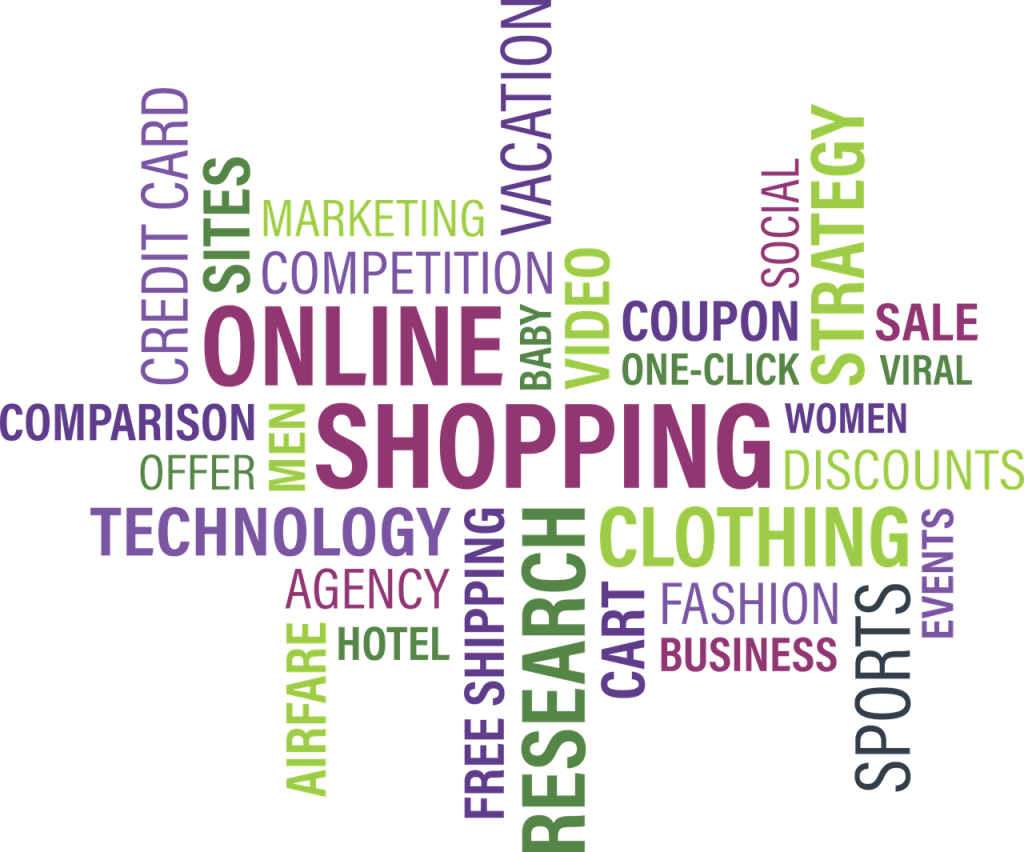 VACATION
CREDIT CARD
STRATEGY
SITES
SOCIAL
MARKETING
COMPETITION
VIDEO
ONLINE
BABY
COUPON
SALE
ONE-CLICK
VIRAL
COMPARISON
MEN
SHOPPING
WOMEN
OFFER
DISCOUNTS
TECHNOLOGY
FREE SHIPPING
RESEARCH
CLOTHING
EVENTS
AGENCY
CART
FASHION
SPORTS
HOTEL
BUSINESS
AIRFARE